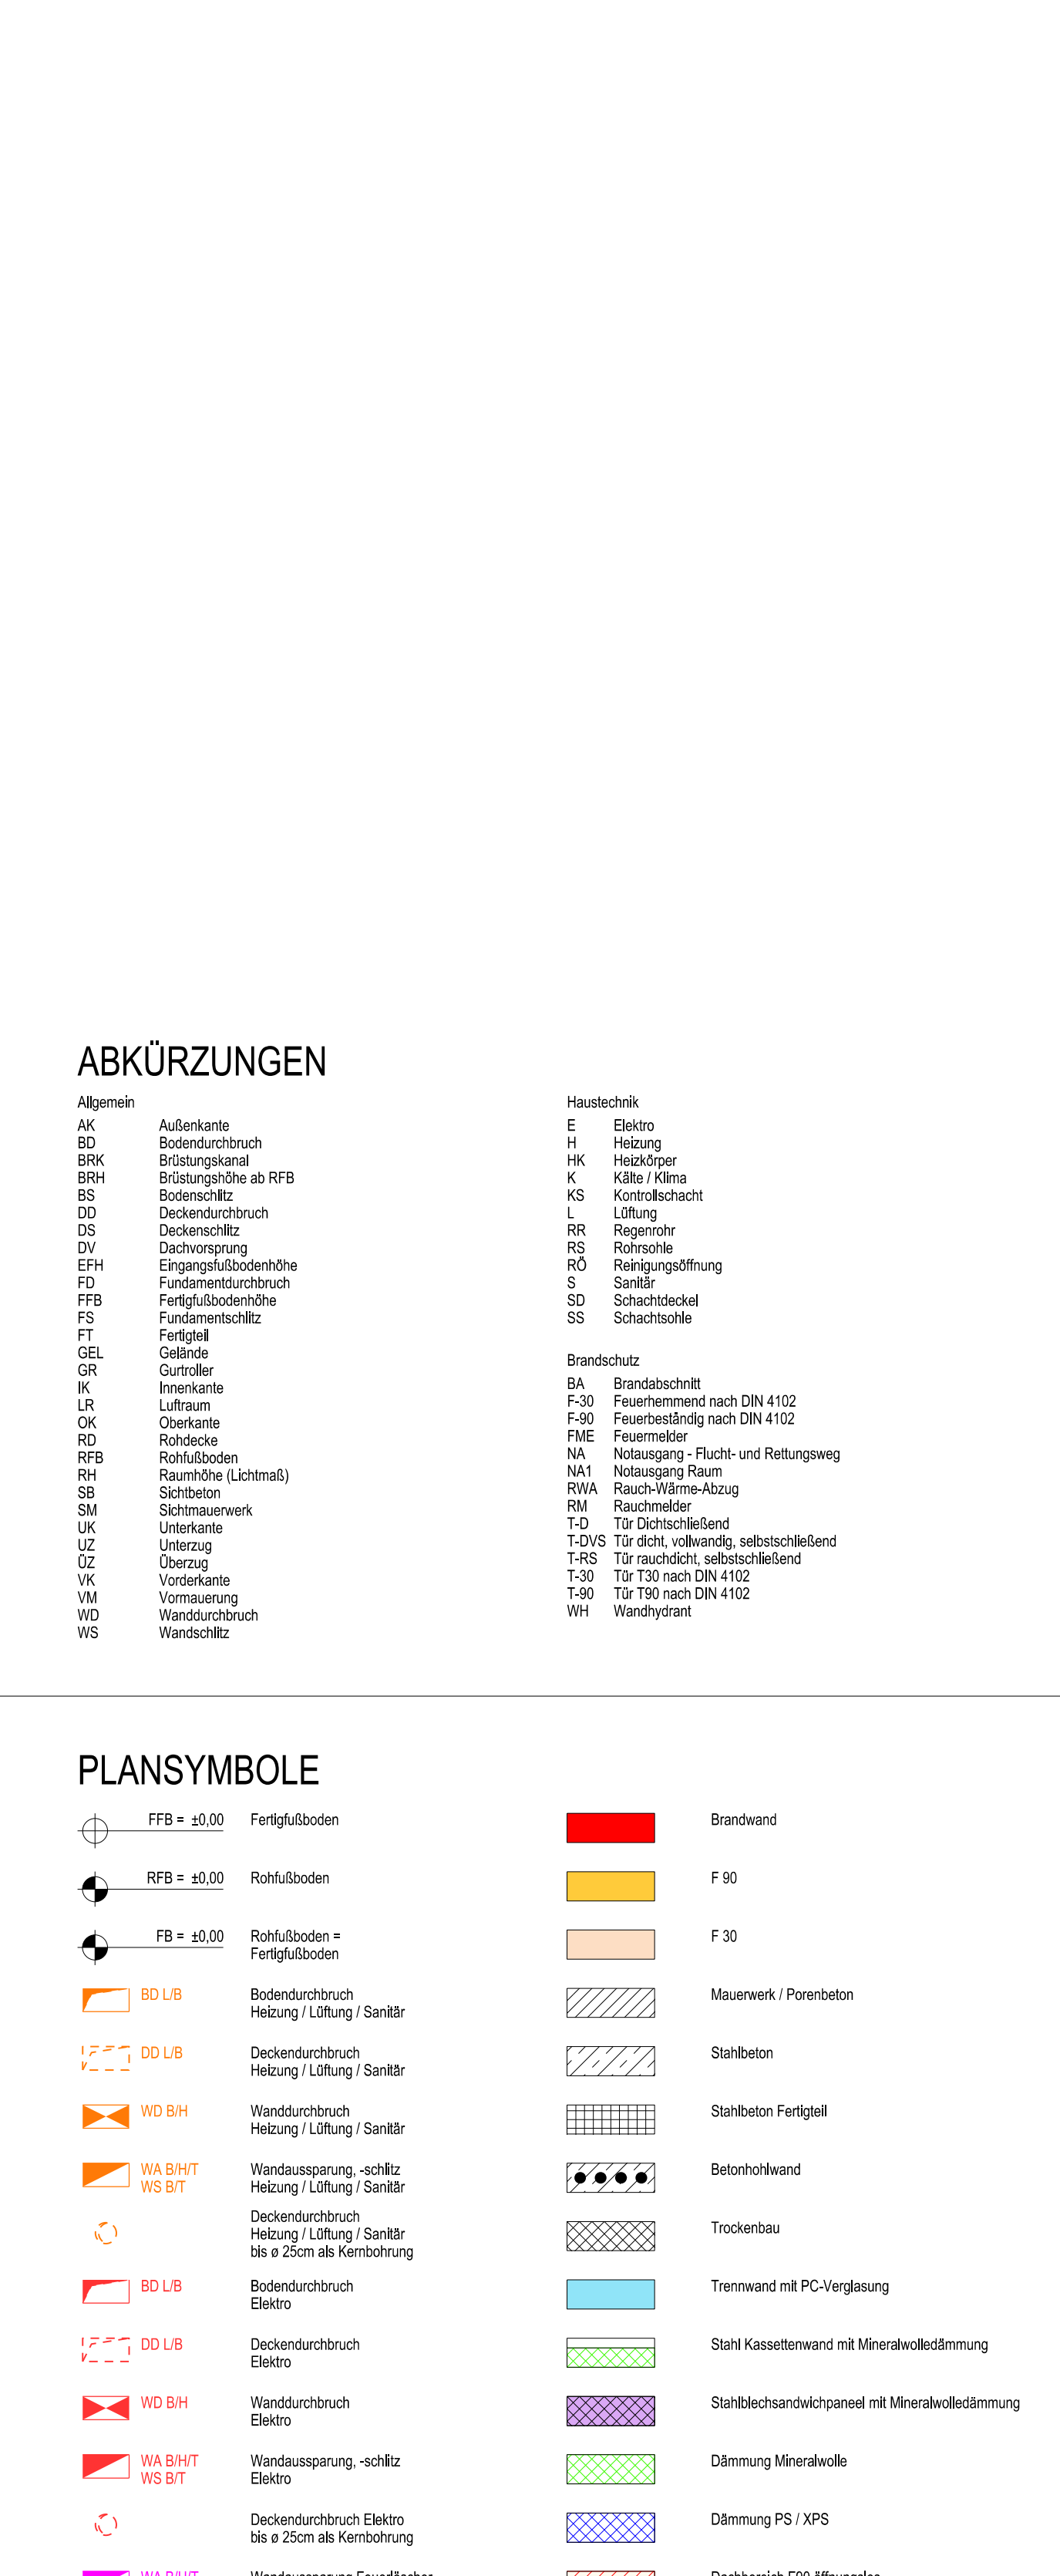 ABKÜRZUNGEN
Allgemein
AK Außenkante
BD Bodendurchbruch
BRK Brüstungskanal
BRH Brüstungshöhe ab RFB
BS Bodenschlitz
DD Deckendurchbruch
DS Deckenschlitz
DV Dachvorsprung
EFH Eingangsfußbodenhöhe
FD Fundamentdurchbruch
FFB Fertigfußbodenhöhe
FS Fundamentschlitz
FT Fertigteil
GEL Gelände
GR Gurtroller
IK Innenkante
LR Luftraum
OK Oberkante
RD Rohdecke
RFB Rohfußboden
RH Raumhöhe (Lichtmaß)
SB Sichtbeton
SM Sichtmauerwerk
UK Unterkante
UZ Unterzug
ÜZ Überzug
VK Vorderkante
VM Vormauerung
WD Wanddurchbruch
WS Wandschlitz
Haustechnik
E Elektro
H Heizung
HK Heizkörper
K Kälte / Klima
KS Kontrollschacht
L Lüftung
RR Regenrohr
RS Rohrsohle
RÖ Reinigungsöffnung
S Sanitär
SD Schachtdeckel
SS Schachtsohle
Brandschutz
BA Brandabschnitt
F-30 Feuerhemmend nach DIN 4102
F-90 Feuerbeständig nach DIN 4102
FME Feuermelder
NA Notausgang - Flucht- und Rettungsweg
NA1 Notausgang Raum
RWA Rauch-Wärme-Abzug
RM Rauchmelder
T-D Tür Dichtschließend
T-DVS Tür dicht, vollwandig, selbstschließend
T-RS Tür rauchdicht, selbstschließend
T-30 Tür T30 nach DIN 4102
T-90 Tür T90 nach DIN 4102
WH Wandhydrant
PLANSYMBOLE
FFB = ±0,00 Fertigfußboden
RFB = ±0,00 Rohfußboden
FB = ±0,00 Rohfußboden =
Fertigfußboden
BD L/B Bodendurchbruch
Heizung / Lüftung / Sanitär
DD L/B Deckendurchbruch
Heizung / Lüftung / Sanitär
WD B/H Wanddurchbruch
Heizung / Lüftung / Sanitär
WA B/H/T Wandaussparung, -schlitz
WS B/T Heizung / Lüftung / Sanitär
Deckendurchbruch
Heizung / Lüftung / Sanitär
bis ø 25cm als Kernbohrung
BD L/B Bodendurchbruch
Elektro
DD L/B Deckendurchbruch
Elektro
WD B/H Wanddurchbruch
Elektro
WA B/H/T Wandaussparung, -schlitz
WS B/T Elektro
Deckendurchbruch Elektro
bis ø 25cm als Kernbohrung
WA B/H/T Wandaussparung Feuerlöscher
Brandwand
F 90
F 30
Mauerwerk / Porenbeton
Stahlbeton
Stahlbeton Fertigteil
Betonhohlwand
Trockenbau
Trennwand mit PC-Verglasung
Stahl Kassettenwand mit Mineralwolledämmung
Stahlblechsandwichpaneel mit Mineralwolledämmung
Dämmung Mineralwolle
Dämmung PS / XPS
Dachbereich F90 öffnungslos